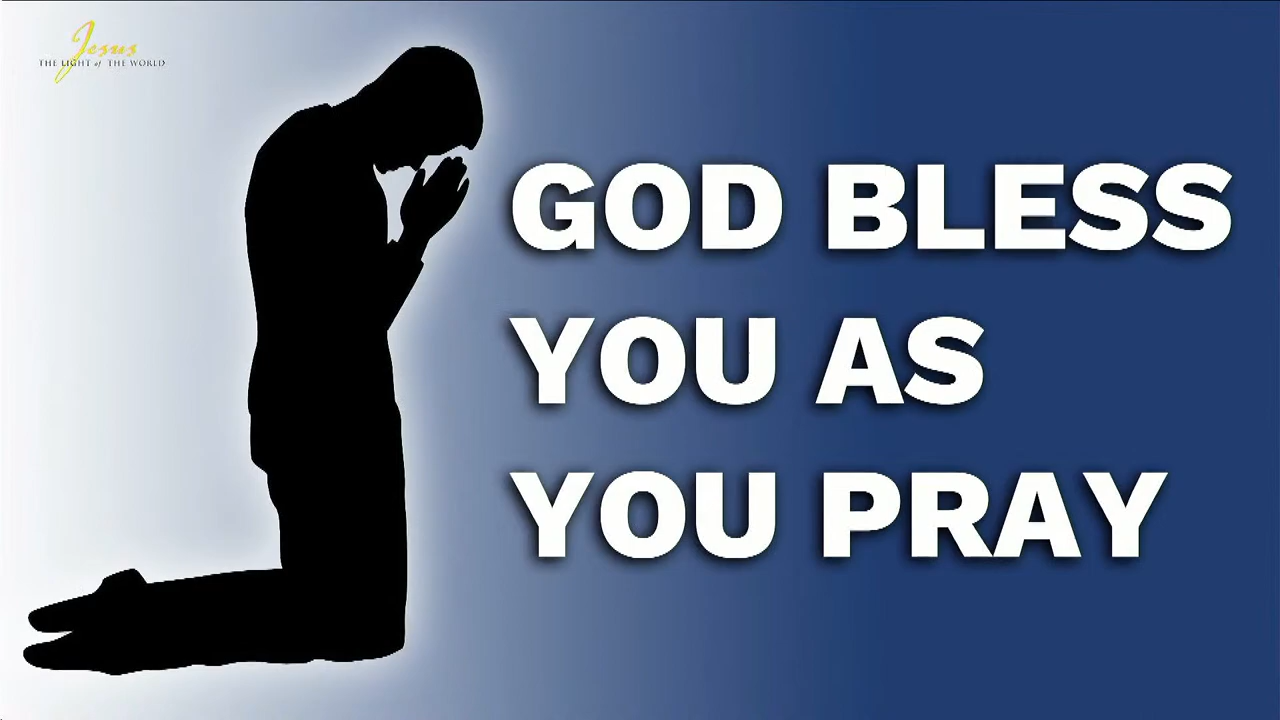 Jesus
THE LIGHT of THE WORLD
GOD BLESS
YOU AS
YOU PRAY